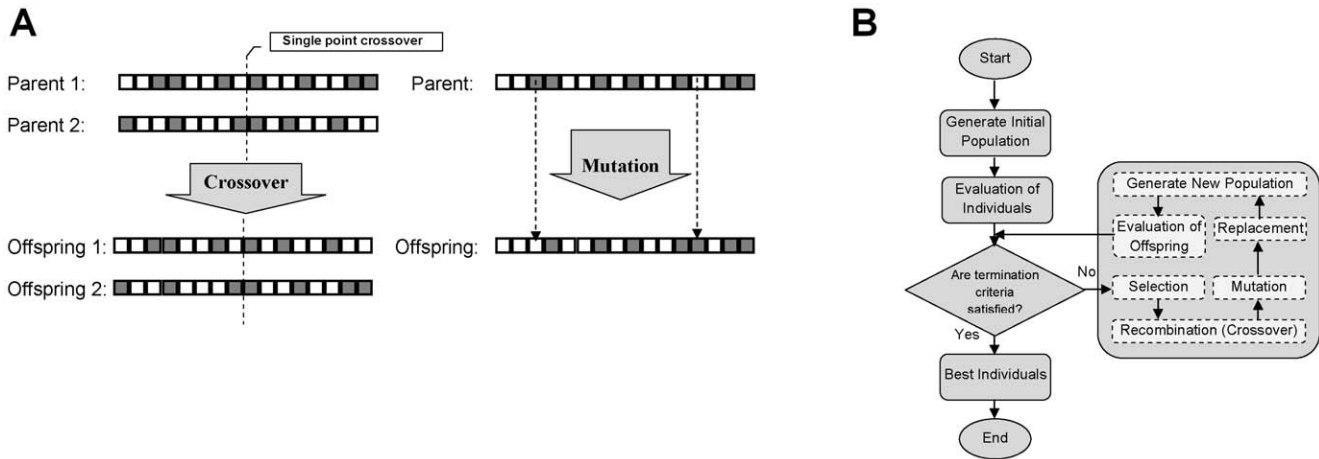 A
Single point crossover
Parent 1:
Parent 2:
Crossover
Offspring 1:
Offspring 2:
Parent:
Mutation
Offspring:
B
Start
Generate Initial
Population
Evaluation of
Individuals
Are termination
criteria
satisfied?
No
Yes
Best Individuals
End
Generate New Population
Evaluation of
Offspring
Replacement
Selection
Mutation
Recombination (Crossover)